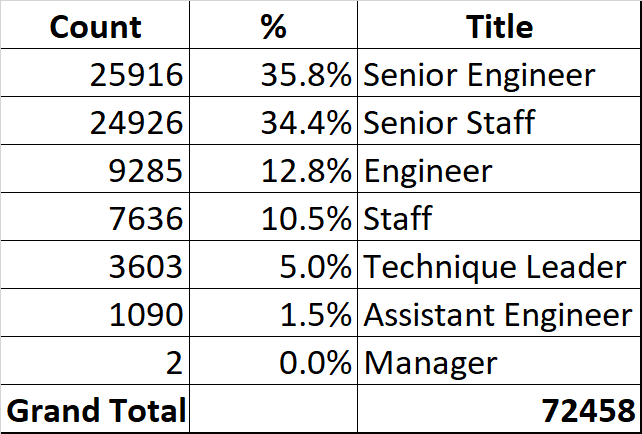 Count % Title
25916 35.8% Senior Engineer
24926 34.4% Senior Staff
9285 12.8% Engineer
7636 10.5% Staff
3603 5.0% Technique Leader
1090 1.5% Assistant Engineer
2 0.0% Manager
Grand Total 72458